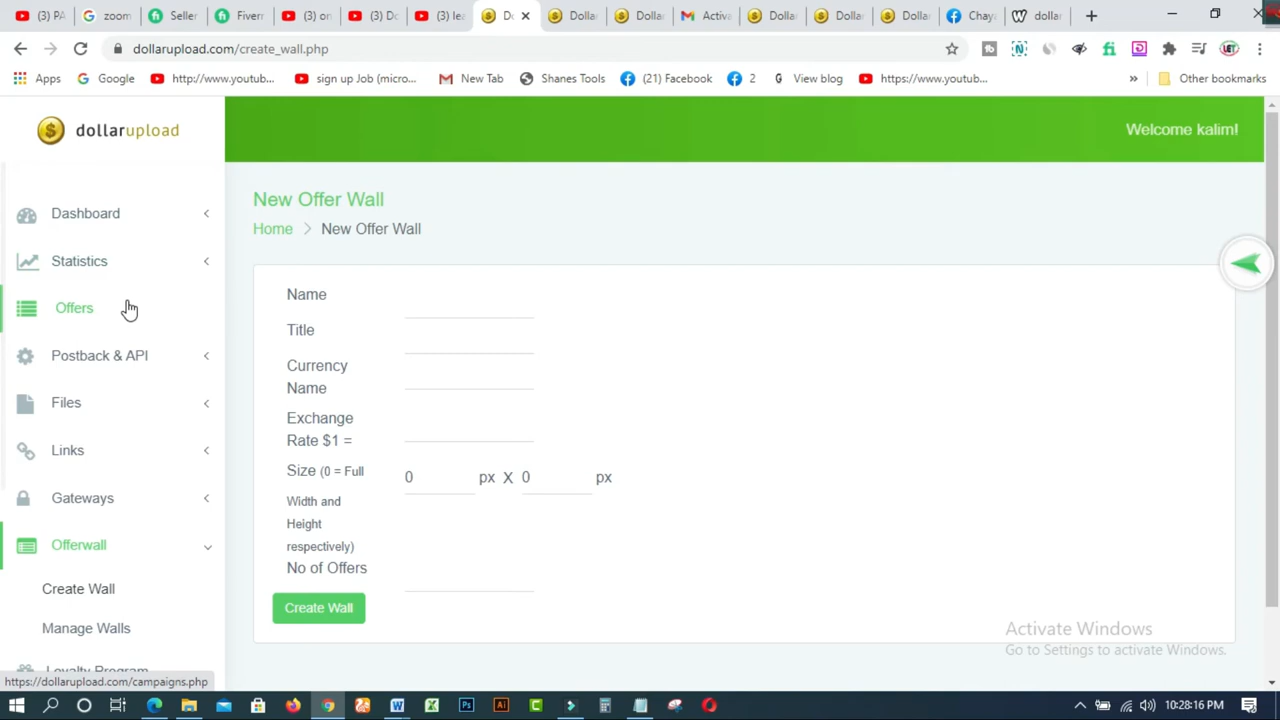 (3) PA
zoom
Seller
Fiverr
(3) on
(3) Do
(3) lea
Do
Dollar
Dollar
Activa
Dollar
Dollar
Dollar
Chay
dollar
dollarupload.com/create_wall.php
Apps
Google
http://www.youtub...
sign up Job (micro...
New Tab
Shanes Tools
(21) Facebook
2
View blog
https://www.youtub...
»
Other bookmarks
dollarupload
Welcome kalim!
Dashboard
Statistics
Offers
Postback & API
Files
Links
Gateways
Offerwall
Create Wall
Manage Walls
Loyalty Program
New Offer Wall
Home > New Offer Wall
Name
Title
Currency
Name
Exchange
Rate $1 =
Size (0 = Full
Width and
Height
respectively)
0 px X 0 px
No of Offers
Create Wall
Activate Windows
Go to Settings to activate Windows.
https://dollarupload.com/campaigns.php
10:28:16 PM